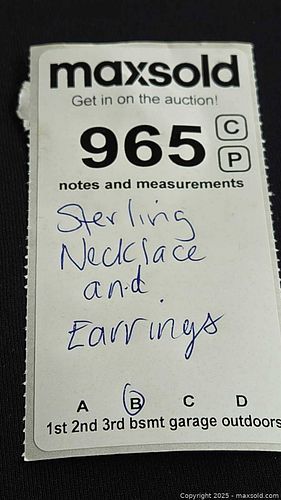 maxsold
Get in on the auction!
965 C
P
notes and measurements
Sterling
Necklace
and
Earrings
A B C D
1st 2nd 3rd bsmt garage outdoors
Copyright © 2025 - maxsold.com